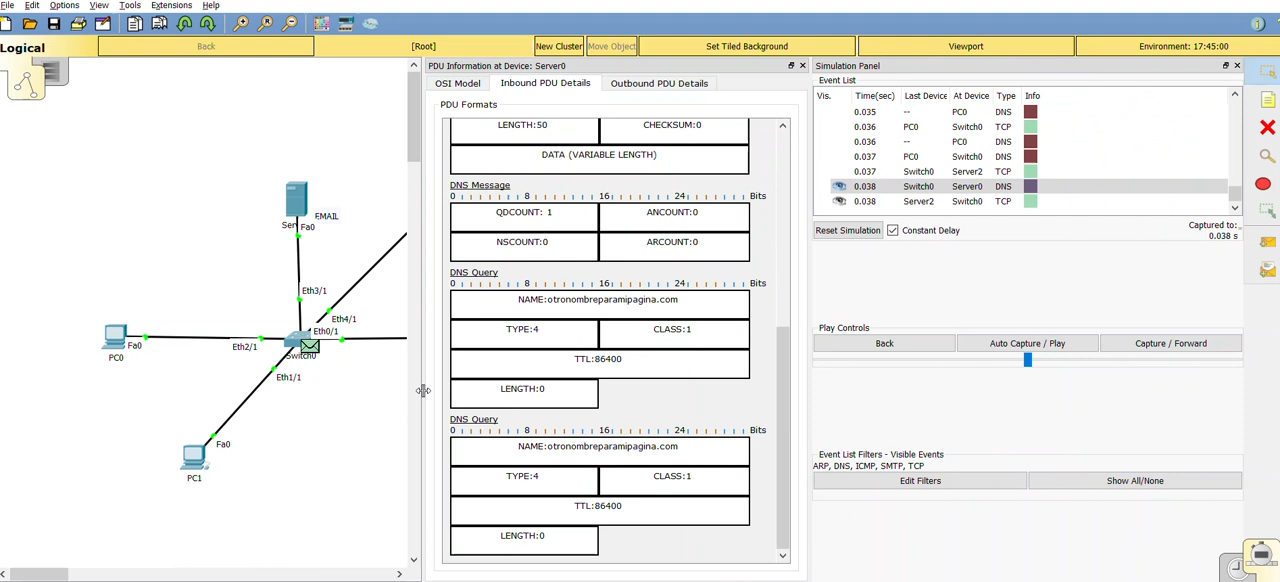 File Edit Options View Tools Extensions Help
Logical Back [Root] New Cluster Move Object Set Tiled Background Viewport Environment: 17:45:00
PDU Information at Device: Server0
OSI Model Inbound PDU Details Outbound PDU Details
PDU Formats
LENGTH:50 CHECKSUM:0
DATA (VARIABLE LENGTH)
DNS Message
0 8 16 24 Bits
QDCOUNT: 1 ANCOUNT:0
NSCOUNT:0 ARCOUNT:0
DNS Query
0 8 16 24 Bits
NAME:otronombreparamipagina.com
TYPE:4 CLASS:1
TTL:86400
LENGTH:0
DNS Query
0 8 16 24 Bits
NAME:otronombreparamipagina.com
TYPE:4 CLASS:1
TTL:86400
LENGTH:0
EMAIL
Ser Fa0
Eth3/1
Eth4/1
Eth0/1
Fa0
Eth2/1
PC0
Switch0
Eth1/1
Fa0
PC1
Simulation Panel
Event List
Vis. Time(sec) Last Device At Device Type Info
0.035 -- PC0 DNS
0.036 PC0 Switch0 TCP
0.036 -- PC0 DNS
0.037 PC0 Switch0 DNS
0.037 Switch0 Server2 TCP
0.038 Switch0 Server0 DNS
0.038 Server2 Switch0 TCP
Reset Simulation Constant Delay Captured to:
0.038 s
Play Controls
Back Auto Capture / Play Capture / Forward
Event List Filters - Visible Events
ARP, DNS, ICMP, SMTP, TCP
Edit Filters Show All/None